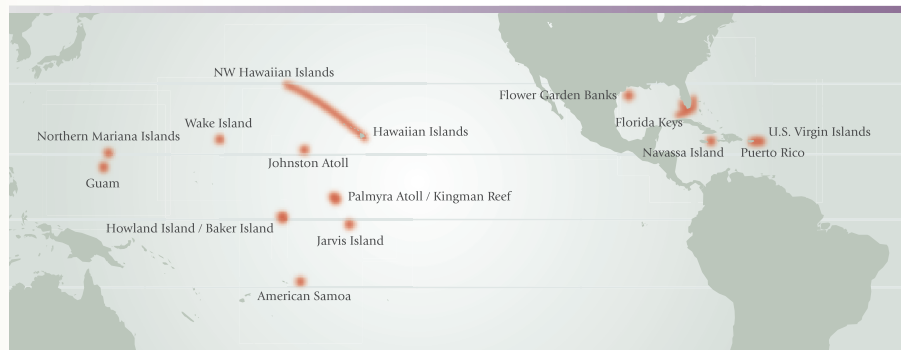 NW Hawaiian Islands
Flower Garden Banks
Wake Island
Florida Keys
Hawaiian Islands
U.S. Virgin Islands
Northern Mariana Islands
Johnston Atoll
Navassa Island
Puerto Rico
Guam
Palmyra Atoll / Kingman Reef
Howland Island / Baker Island
Jarvis Island
American Samoa